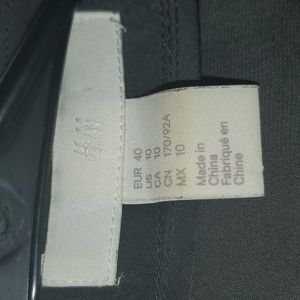 H&M
EUR 40
US 10
CA 10
CN 170/92A
MX 10
Made in
China
Fabriqué en
Chine